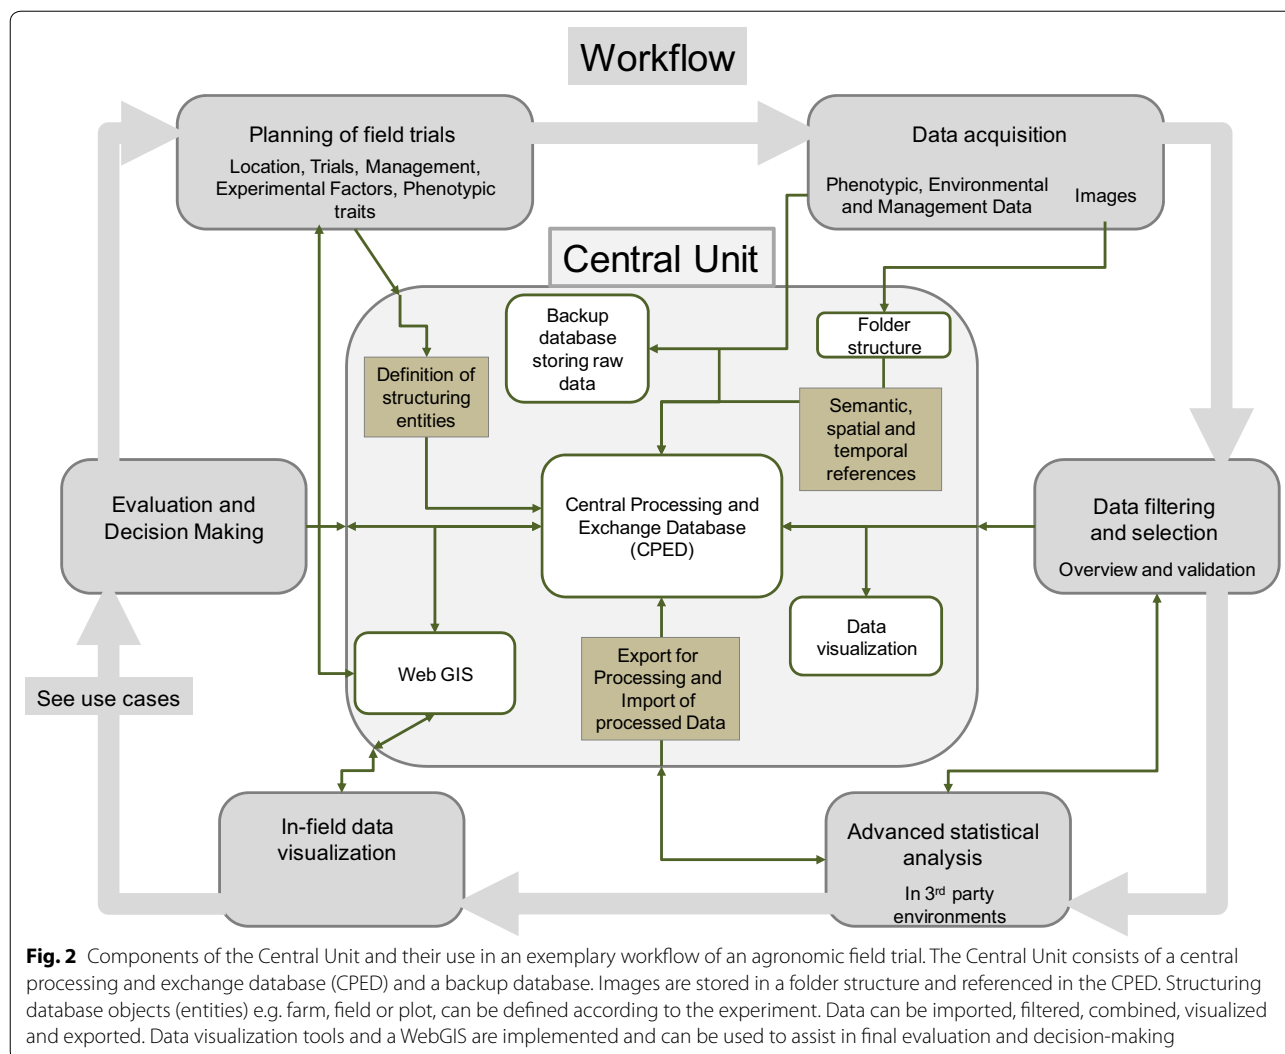 Workflow
Planning of field trials
Location, Trials, Management,
Experimental Factors, Phenotypic
traits
Data acquisition
Phenotypic, Environmental
and Management Data
Images
Central Unit
Backup
database
storing raw
data
Folder
structure
Definition of
structuring
entities
Semantic,
spatial and
temporal
references
Evaluation and
Decision Making
Central Processing and
Exchange Database
(CPED)
Data filtering
and selection
Overview and validation
Web GIS
Export for
Processing and
Import of
processed Data
Data
visualization
See use cases
In-field data
visualization
Advanced statistical
analysis
In 3rd party
environments
Fig. 2 Components of the Central Unit and their use in an exemplary workflow of an agronomic field trial. The Central Unit consists of a central
processing and exchange database (CPED) and a backup database. Images are stored in a folder structure and referenced in the CPED. Structuring
database objects (entities) e.g. farm, field or plot, can be defined according to the experiment. Data can be imported, filtered, combined, visualized
and exported. Data visualization tools and a WebGIS are implemented and can be used to assist in final evaluation and decision-making